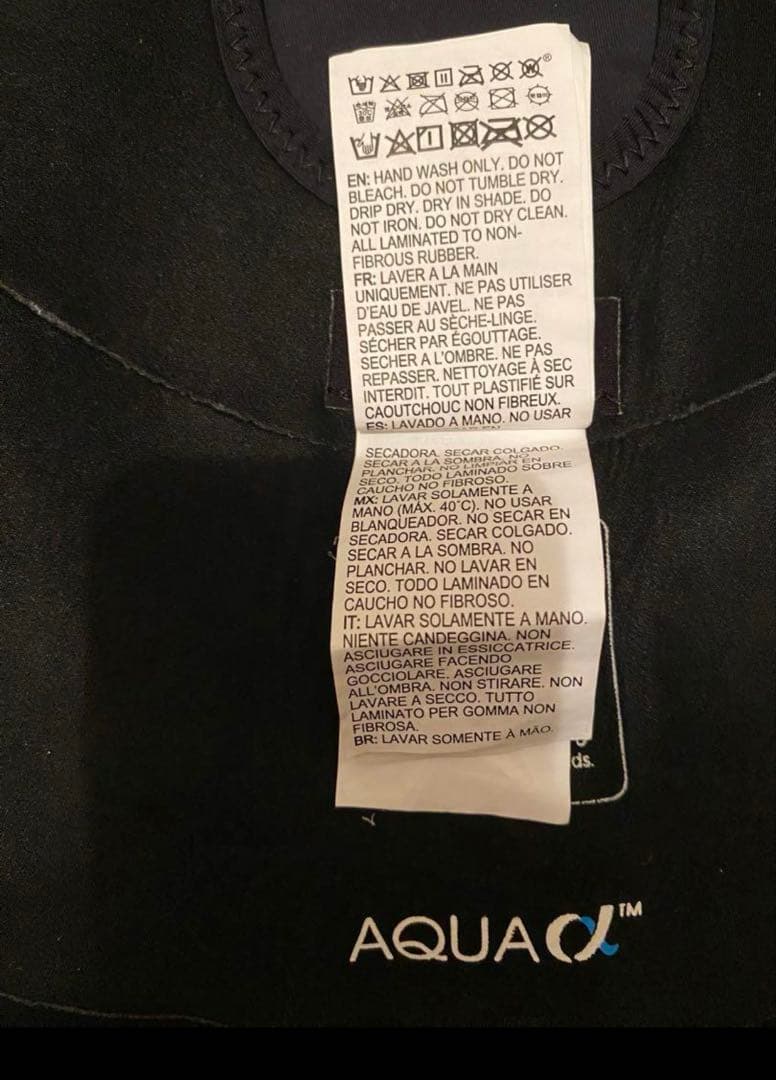 EN: HAND WASH ONLY. DO NOT
BLEACH. DO NOT TUMBLE DRY.
DRIP DRY. DRY IN SHADE. DO
NOT IRON. DO NOT DRY CLEAN.
ALL LAMINATED TO NON-
FIBROUS RUBBER.
FR: LAVER A LA MAIN
UNIQUEMENT. NE PAS UTILISER
D'EAU DE JAVEL. NE PAS
PASSER AU SÈCHE-LINGE.
SÉCHER PAR ÉGOUTTAGE.
SECHER A L'OMBRE. NE PAS
REPASSER. NETTOYAGE À SEC
INTERDIT. TOUT PLASTIFIÉ SUR
CAOUTCHOUC NON FIBREUX.
ES: LAVADO A MANO. NO USAR
SECADORA. SECAR COLGADO.
SECAR A LA SOMBRA. NO
PLANCHAR. NO LIMPIAR EN
SECO. TODO LAMINADO SOBRE
CAUCHO NO FIBROSO.
MX: LAVAR SOLAMENTE A
MANO (MÁX. 40°C). NO USAR
BLANQUEADOR. NO SECAR EN
SECADORA. SECAR COLGADO.
SECAR A LA SOMBRA. NO
PLANCHAR. NO LAVAR EN
SECO. TODO LAMINADO EN
CAUCHO NO FIBROSO.
IT: LAVAR SOLAMENTE A MANO.
NIENTE CANDEGGINA. NON
ASCIUGARE IN ESSICCATRICE.
ASCIUGARE FACENDO
GOCCIOLARE. ASCIUGARE
ALL'OMBRA. NON STIRARE. NON
LAVARE A SECCO. TUTTO
LAMINATO PER GOMMA NON
FIBROSA.
BR: LAVAR SOMENTE À MÃO.
ds.
AQUA α™